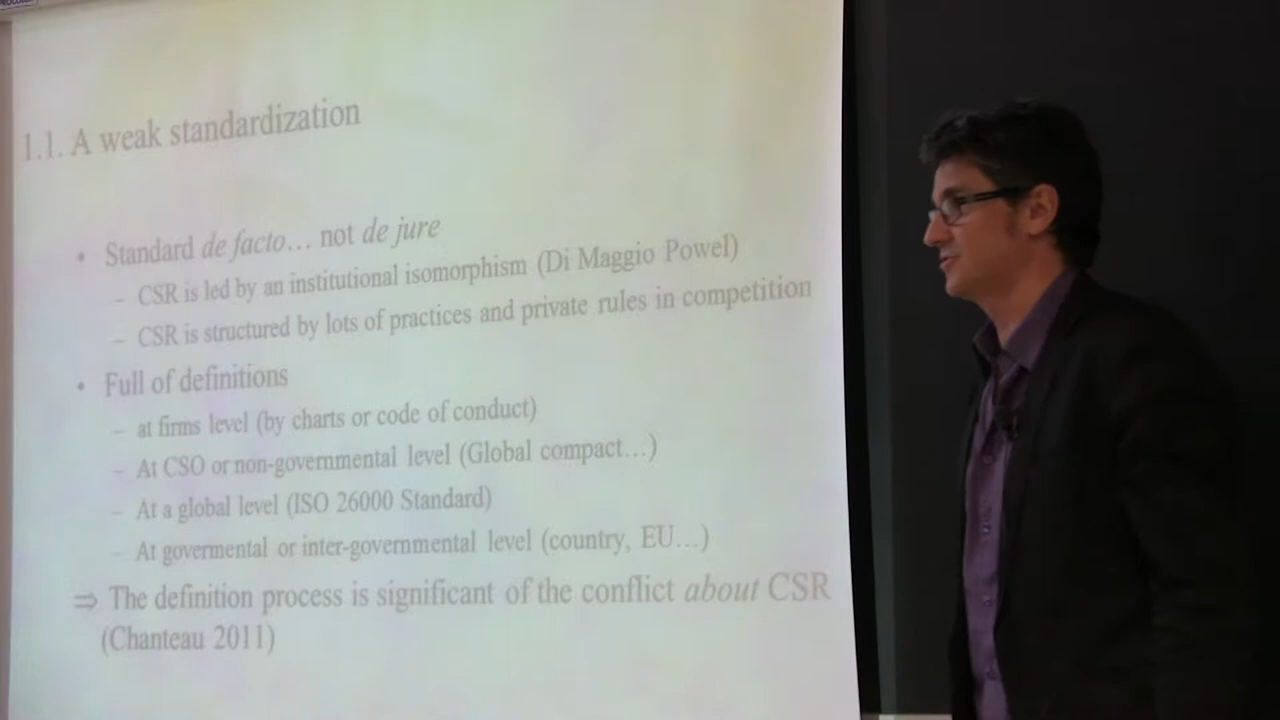 1.1. A weak standardization
• Standard de facto… not de jure
– CSR is led by an institutional isomorphism (Di Maggio Powel)
– CSR is structured by lots of practices and private rules in competition
• Full of definitions
– at firms level (by charts or code of conduct)
– At CSO or non-governmental level (Global compact…)
– At a global level (ISO 26000 Standard)
– At govermental or inter-governmental level (country, EU…)
⇒ The definition process is significant of the conflict about CSR
(Chanteau 2011)